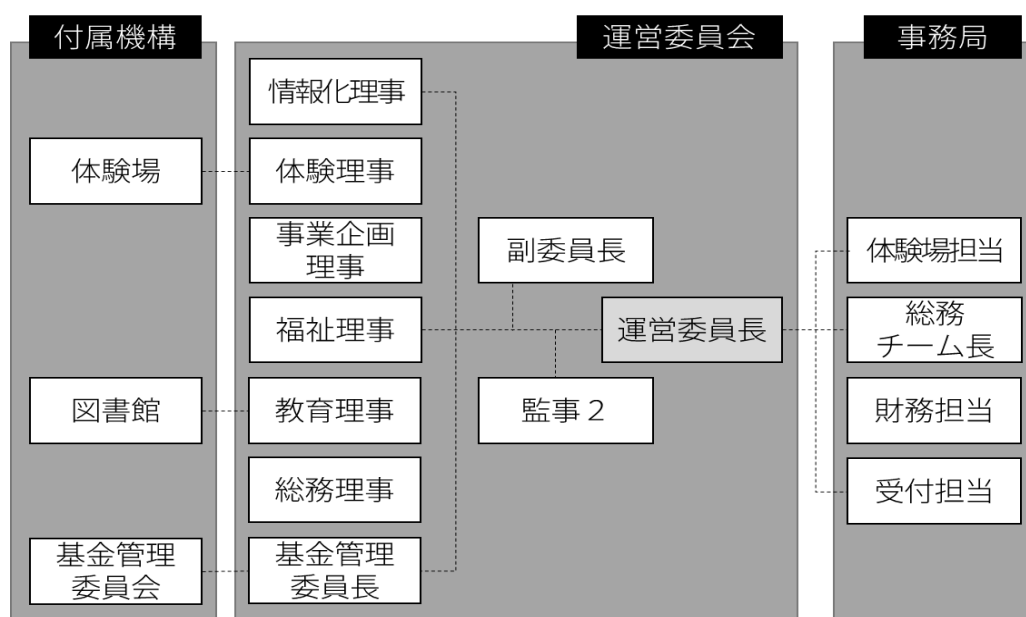 付属機構
運営委員会
事務局
情報化理事
体験場
体験理事
事業企画
理事
副委員長
体験場担当
福祉理事
運営委員長
総務
チーム長
図書館
教育理事
監事２
財務担当
総務理事
受付担当
基金管理
委員会
基金管理
委員長